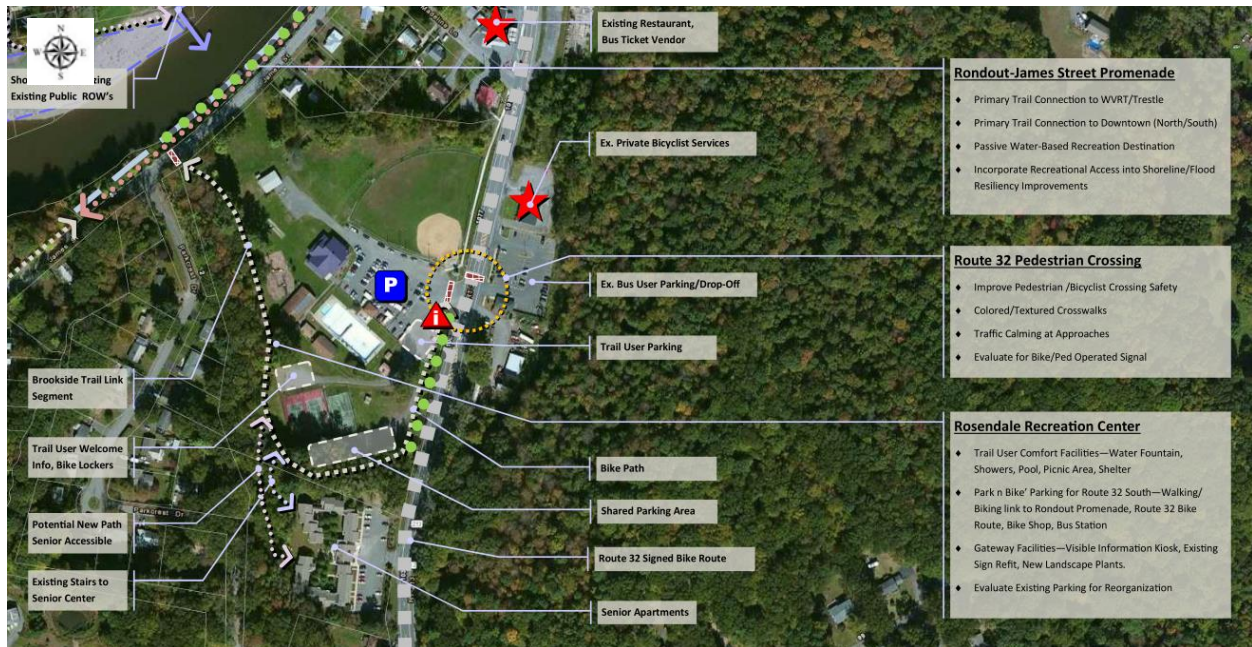 N
W E
S
Sho
zing
Existing Public ROW's
Existing Restaurant,
Bus Ticket Vendor
Ex. Private Bicyclist Services
Ex. Bus User Parking/Drop-Off
P
i
Trail User Parking
Brookside Trail Link
Segment
Trail User Welcome
Info, Bike Lockers
Potential New Path
Senior Accessible
Parkcrest Dr
Existing Stairs to
Senior Center
Bike Path
Shared Parking Area
Route 32 Signed Bike Route
Senior Apartments
Rondout-James Street Promenade
♦ Primary Trail Connection to WVRT/Trestle
♦ Primary Trail Connection to Downtown (North/South)
♦ Passive Water-Based Recreation Destination
♦ Incorporate Recreational Access into Shoreline/Flood
Resiliency Improvements
Route 32 Pedestrian Crossing
♦ Improve Pedestrian /Bicyclist Crossing Safety
♦ Colored/Textured Crosswalks
♦ Traffic Calming at Approaches
♦ Evaluate for Bike/Ped Operated Signal
Rosendale Recreation Center
♦ Trail User Comfort Facilities—Water Fountain,
Showers, Pool, Picnic Area, Shelter
♦ Park n Bike' Parking for Route 32 South—Walking/
Biking link to Rondout Promenade, Route 32 Bike
Route, Bike Shop, Bus Station
♦ Gateway Facilities—Visible Information Kiosk, Existing
Sign Refit, New Landscape Plants.
♦ Evaluate Existing Parking for Reorganization